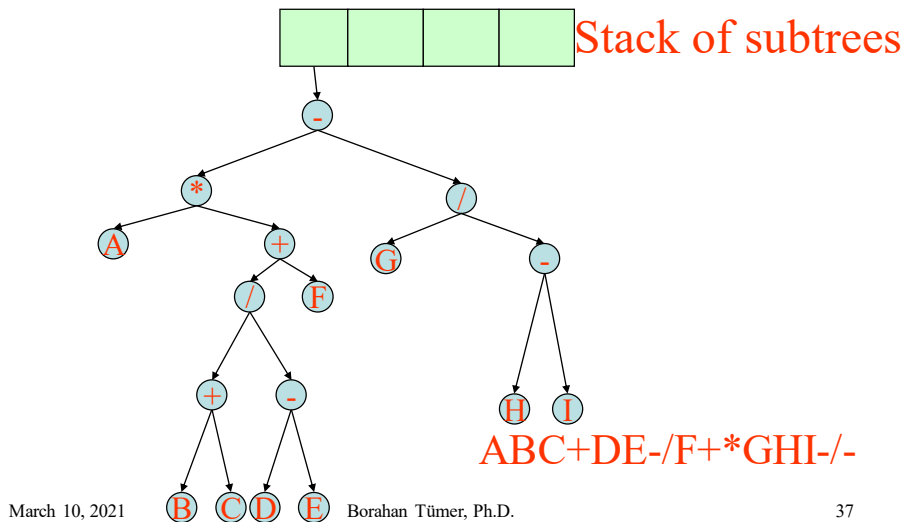 Stack of subtrees
-
* /
A + G -
/ F
+ - H I
ABC+DE-/F+*GHI-/-
B C D E
March 10, 2021 Borahan Tümer, Ph.D. 37